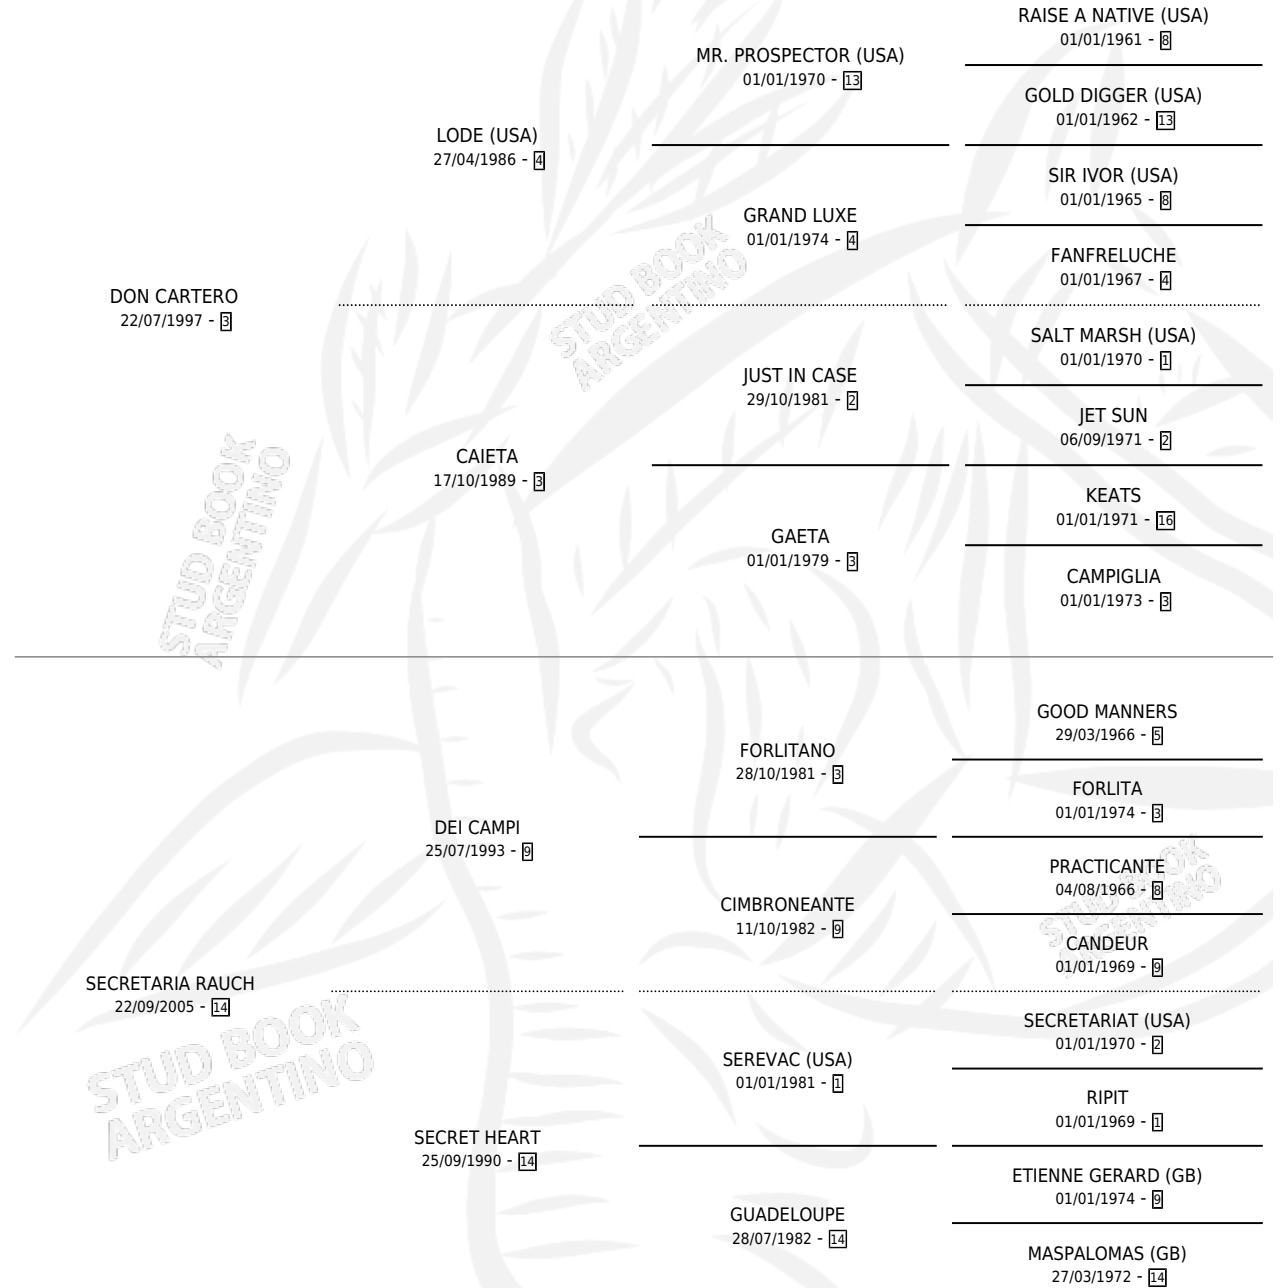 RAISE A NATIVE (USA)
01/01/1961 - 8
MR. PROSPECTOR (USA)
01/01/1970 - 13
GOLD DIGGER (USA)
01/01/1962 - 13
LODE (USA)
27/04/1986 - 4
SIR IVOR (USA)
01/01/1965 - 8
GRAND LUXE
01/01/1974 - 4
FANFRELUCHE
01/01/1967 - 4
DON CARTERO
22/07/1997 - 3
STUD BOOK
ARGENTINO
SALT MARSH (USA)
01/01/1970 - 1
JUST IN CASE
29/10/1981 - 2
JET SUN
06/09/1971 - 2
CAIETA
17/10/1989 - 3
KEATS
01/01/1971 - 16
GAETA
01/01/1979 - 3
CAMPIGLIA
01/01/1973 - 3
STUD BOOK
ARGENTINO
GOOD MANNERS
29/03/1966 - 5
FORLITANO
28/10/1981 - 3
FORLITA
01/01/1974 - 3
DEI CAMPI
25/07/1993 - 9
PRACTICANTE
04/08/1966 - 8
CIMBRONEANTE
11/10/1982 - 9
CANDEUR
01/01/1969 - 9
STUD BOOK
ARGENTINO
SECRETARIA RAUCH
22/09/2005 - 14
STUD BOOK
ARGENTINO
SECRETARIAT (USA)
01/01/1970 - 2
SEREVAC (USA)
01/01/1981 - 1
RIPIT
01/01/1969 - 1
SECRET HEART
25/09/1990 - 14
ETIENNE GERARD (GB)
01/01/1974 - 9
GUADELOUPE
28/07/1982 - 14
MASPALOMAS (GB)
27/03/1972 - 14